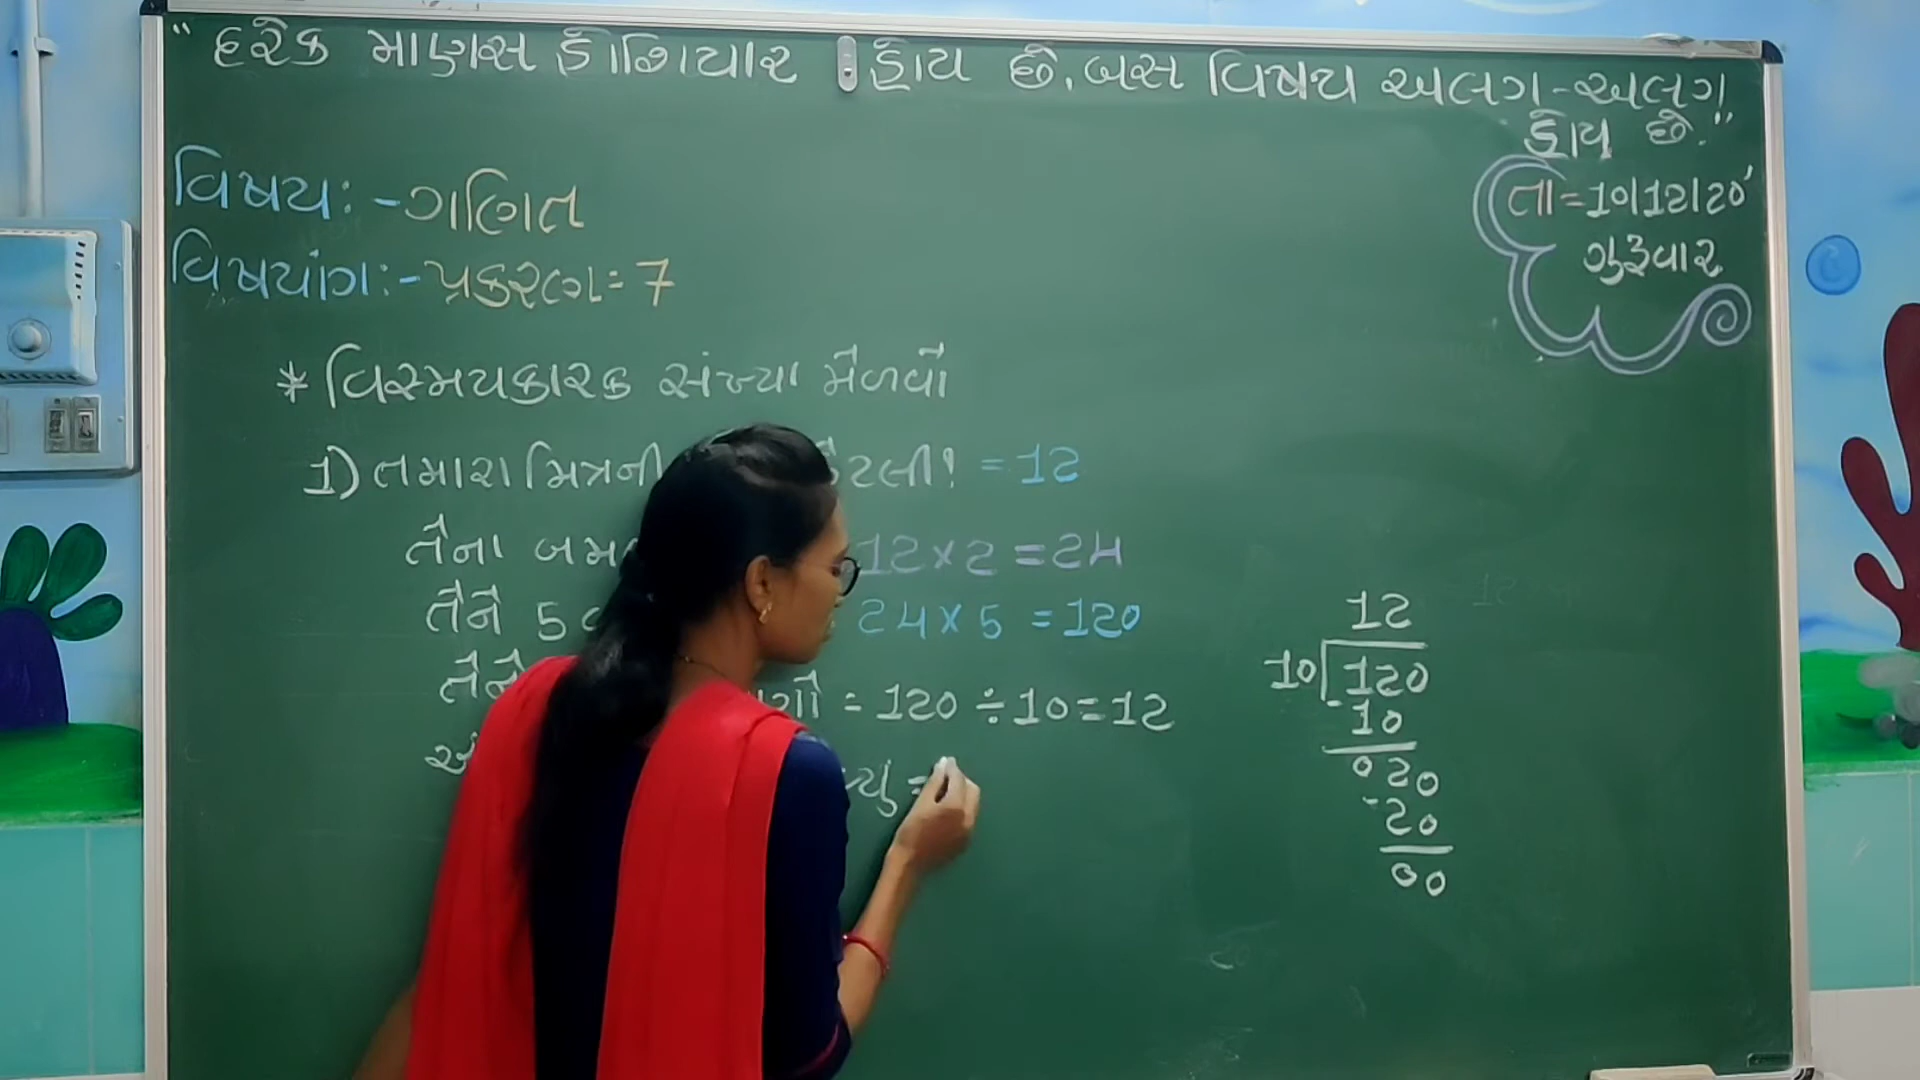 "દરેક માણસ હોશિયાર હોય છે, બસ વિષય અલગ-અલગ
હોય છે."
તા=10/12/20'
ગુરૂવાર
વિષય:-ગણિત
વિષયાંગ:-પ્રકરણ=7
*વિસ્મયકારક સંખ્યા મેળવો
1) તમારા મિત્રની કેટલી? =12
તેના 12×2=24
તેને 5 24×5=120
તેને = 120÷10=12
12
10 120
-10
020
-20
00